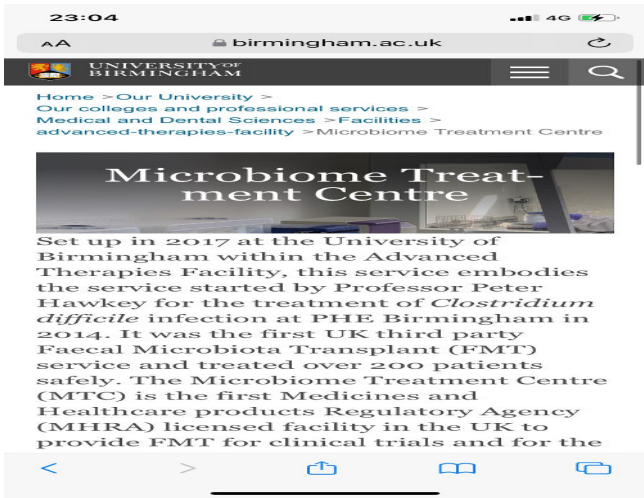 23:04
4G
AA
birmingham.ac.uk
UNIVERSITY OF
BIRMINGHAM
Home >Our University >
Our colleges and professional services >
Medical and Dental Sciences >Facilities >
advanced-therapies-facility >Microbiome Treatment Centre
Microbiome Treat-
ment Centre
Set up in 2017 at the University of
Birmingham within the Advanced
Therapies Facility, this service embodies
the service started by Professor Peter
Hawkey for the treatment of Clostridium
difficile infection at PHE Birmingham in
2014. It was the first UK third party
Faecal Microbiota Transplant (FMT)
service and treated over 200 patients
safely. The Microbiome Treatment Centre
(MTC) is the first Medicines and
Healthcare products Regulatory Agency
(MHRA) licensed facility in the UK to
provide FMT for clinical trials and for the